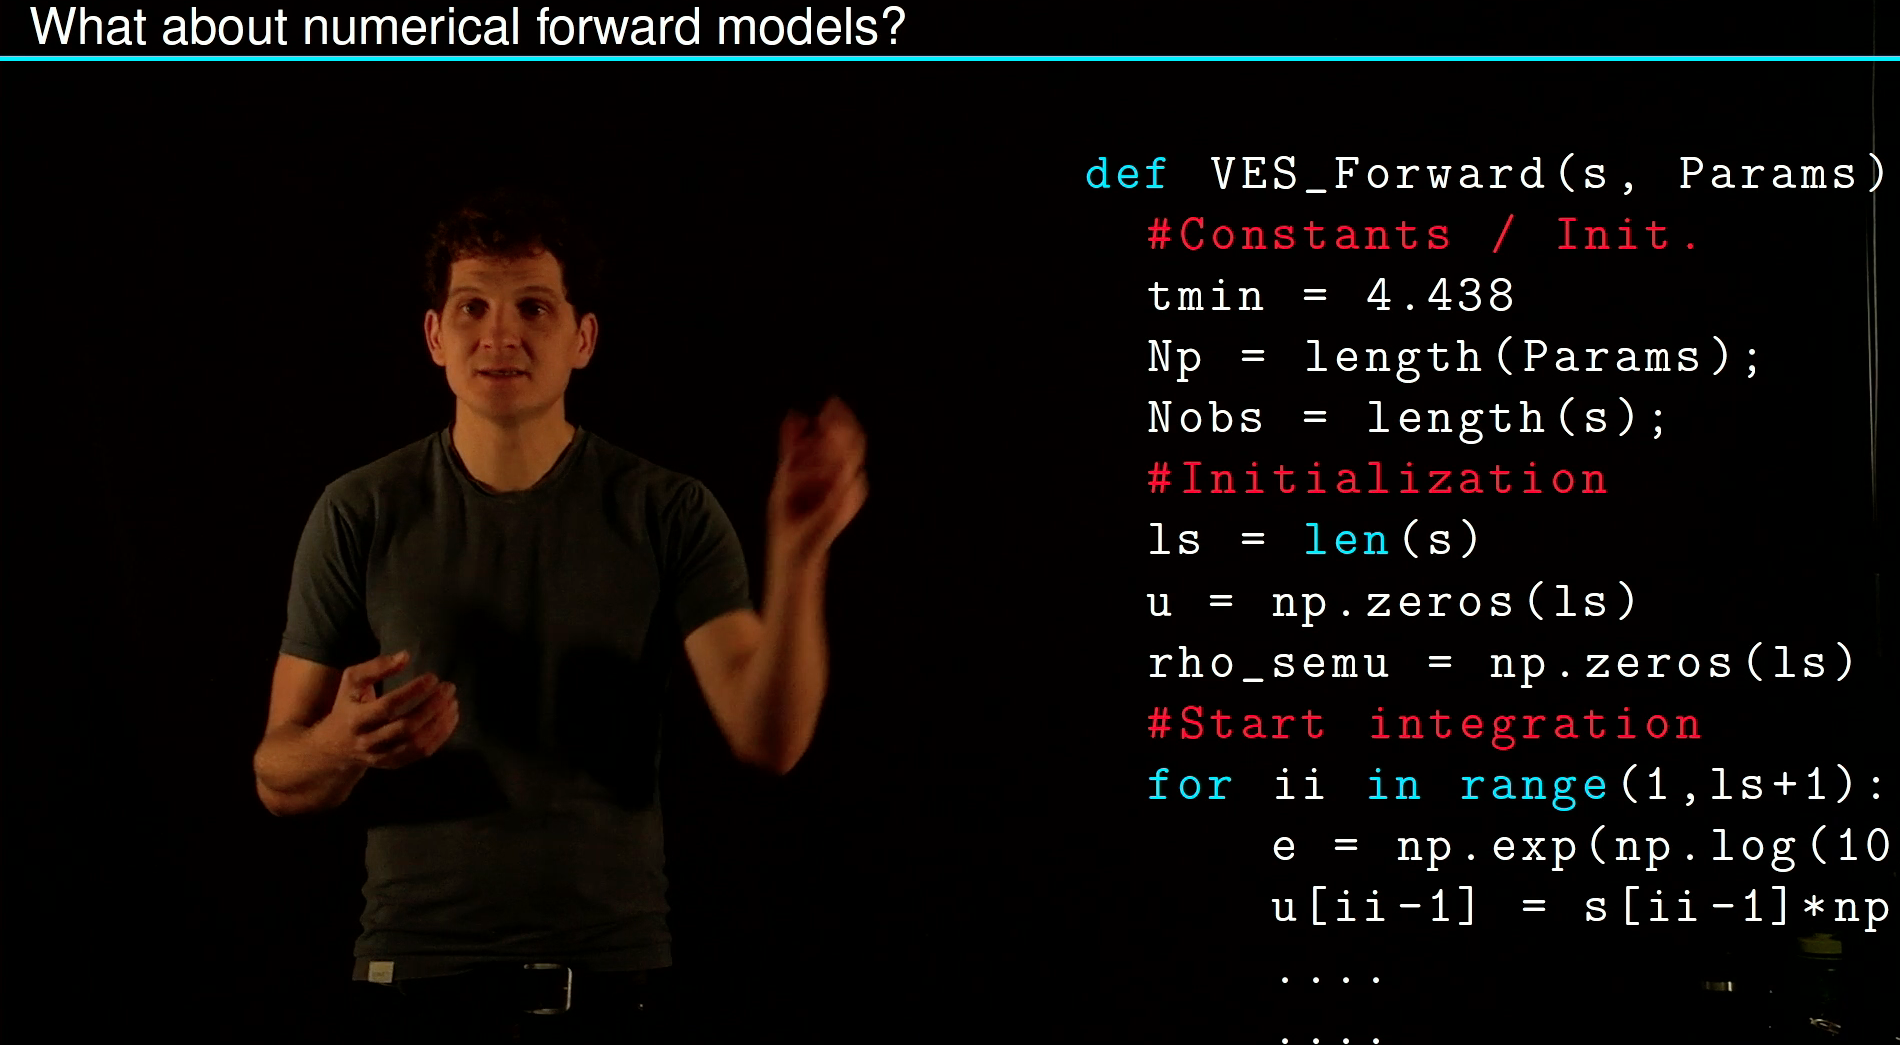 What about numerical forward models?
def VES_Forward(s, Params)
#Constants / Init.
tmin = 4.438
Np = length(Params);
Nobs = length(s);
#Initialization
ls = len(s)
u = np.zeros(ls)
rho_semu = np.zeros(ls)
#Start integration
for ii in range(1,ls+1):
e = np.exp(np.log(10
u[ii-1] = s[ii-1]*np
....
....